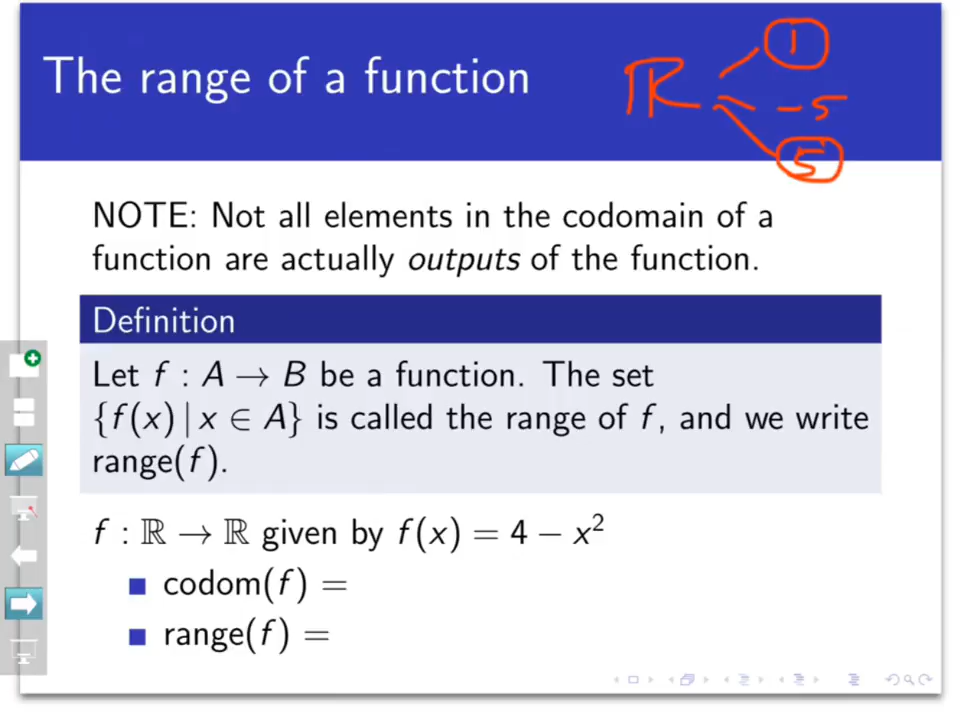 The range of a function
ℝ
1
-5
5
NOTE: Not all elements in the codomain of a
function are actually outputs of the function.
Definition
Let f : A → B be a function. The set
{f(x) | x ∈ A} is called the range of f, and we write
range(f).
f : ℝ → ℝ given by f(x) = 4 − x²
■ codom(f) =
■ range(f) =